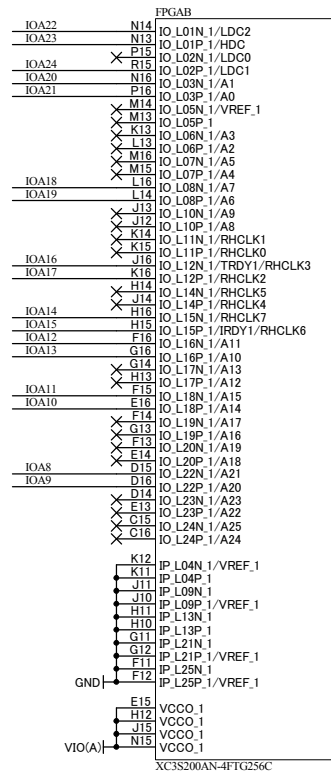 FPGAB
IOA22 N14 IO_L01N_1/LDC2
IOA23 N13 IO_L01P_1/HDC
P15 IO_L02N_1/LDC0
IOA24 R15 IO_L02P_1/LDC1
IOA20 N16 IO_L03N_1/A1
IOA21 P16 IO_L03P_1/A0
M14 IO_L05N_1/VREF_1
M13 IO_L05P_1
K13 IO_L06N_1/A3
L13 IO_L06P_1/A2
M16 IO_L07N_1/A5
M15 IO_L07P_1/A4
IOA18 L16 IO_L08N_1/A7
IOA19 L14 IO_L08P_1/A6
J13 IO_L10N_1/A9
J12 IO_L10P_1/A8
K14 IO_L11N_1/RHCLK1
K15 IO_L11P_1/RHCLK0
IOA16 J16 IO_L12N_1/TRDY1/RHCLK3
IOA17 K16 IO_L12P_1/RHCLK2
H14 IO_L14N_1/RHCLK5
J14 IO_L14P_1/RHCLK4
IOA14 H16 IO_L15N_1/RHCLK7
IOA15 H15 IO_L15P_1/IRDY1/RHCLK6
IOA12 F16 IO_L16N_1/A11
IOA13 G16 IO_L16P_1/A10
G14 IO_L17N_1/A13
H13 IO_L17P_1/A12
IOA11 F15 IO_L18N_1/A15
IOA10 E16 IO_L18P_1/A14
F14 IO_L19N_1/A17
G13 IO_L19P_1/A16
F13 IO_L20N_1/A19
E14 IO_L20P_1/A18
IOA8 D15 IO_L22N_1/A21
IOA9 D16 IO_L22P_1/A20
D14 IO_L23N_1/A23
E13 IO_L23P_1/A22
C15 IO_L24N_1/A25
C16 IO_L24P_1/A24
K12 IP_L04N_1/VREF_1
K11 IP_L04P_1
J11 IP_L09N_1
J10 IP_L09P_1/VREF_1
H11 IP_L13N_1
H10 IP_L13P_1
G11 IP_L21N_1
G12 IP_L21P_1/VREF_1
F11 IP_L25N_1
GND F12 IP_L25P_1/VREF_1
E15 VCCO_1
H12 VCCO_1
J15 VCCO_1
VIO(A) N15 VCCO_1
XC3S200AN-4FTG256C